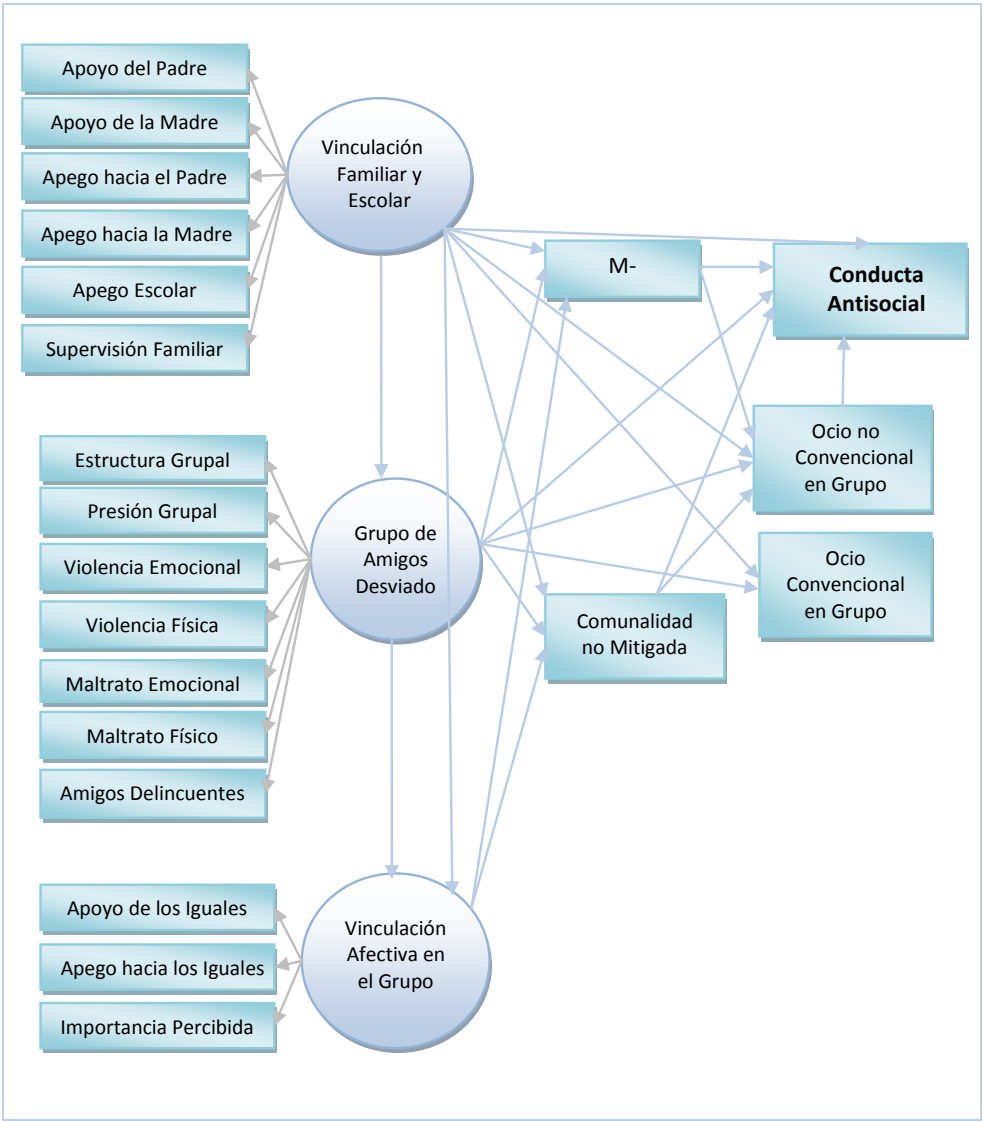 Apoyo del Padre
Apoyo de la Madre
Apego hacia el Padre
Apego hacia la Madre
Apego Escolar
Supervisión Familiar
Vinculación
Familiar y
Escolar
M-
Conducta
Antisocial
Estructura Grupal
Presión Grupal
Violencia Emocional
Violencia Física
Maltrato Emocional
Maltrato Físico
Amigos Delincuentes
Grupo de
Amigos
Desviado
Ocio no
Convencional
en Grupo
Ocio
Convencional
en Grupo
Comunalidad
no Mitigada
Apoyo de los Iguales
Apego hacia los Iguales
Importancia Percibida
Vinculación
Afectiva en
el Grupo